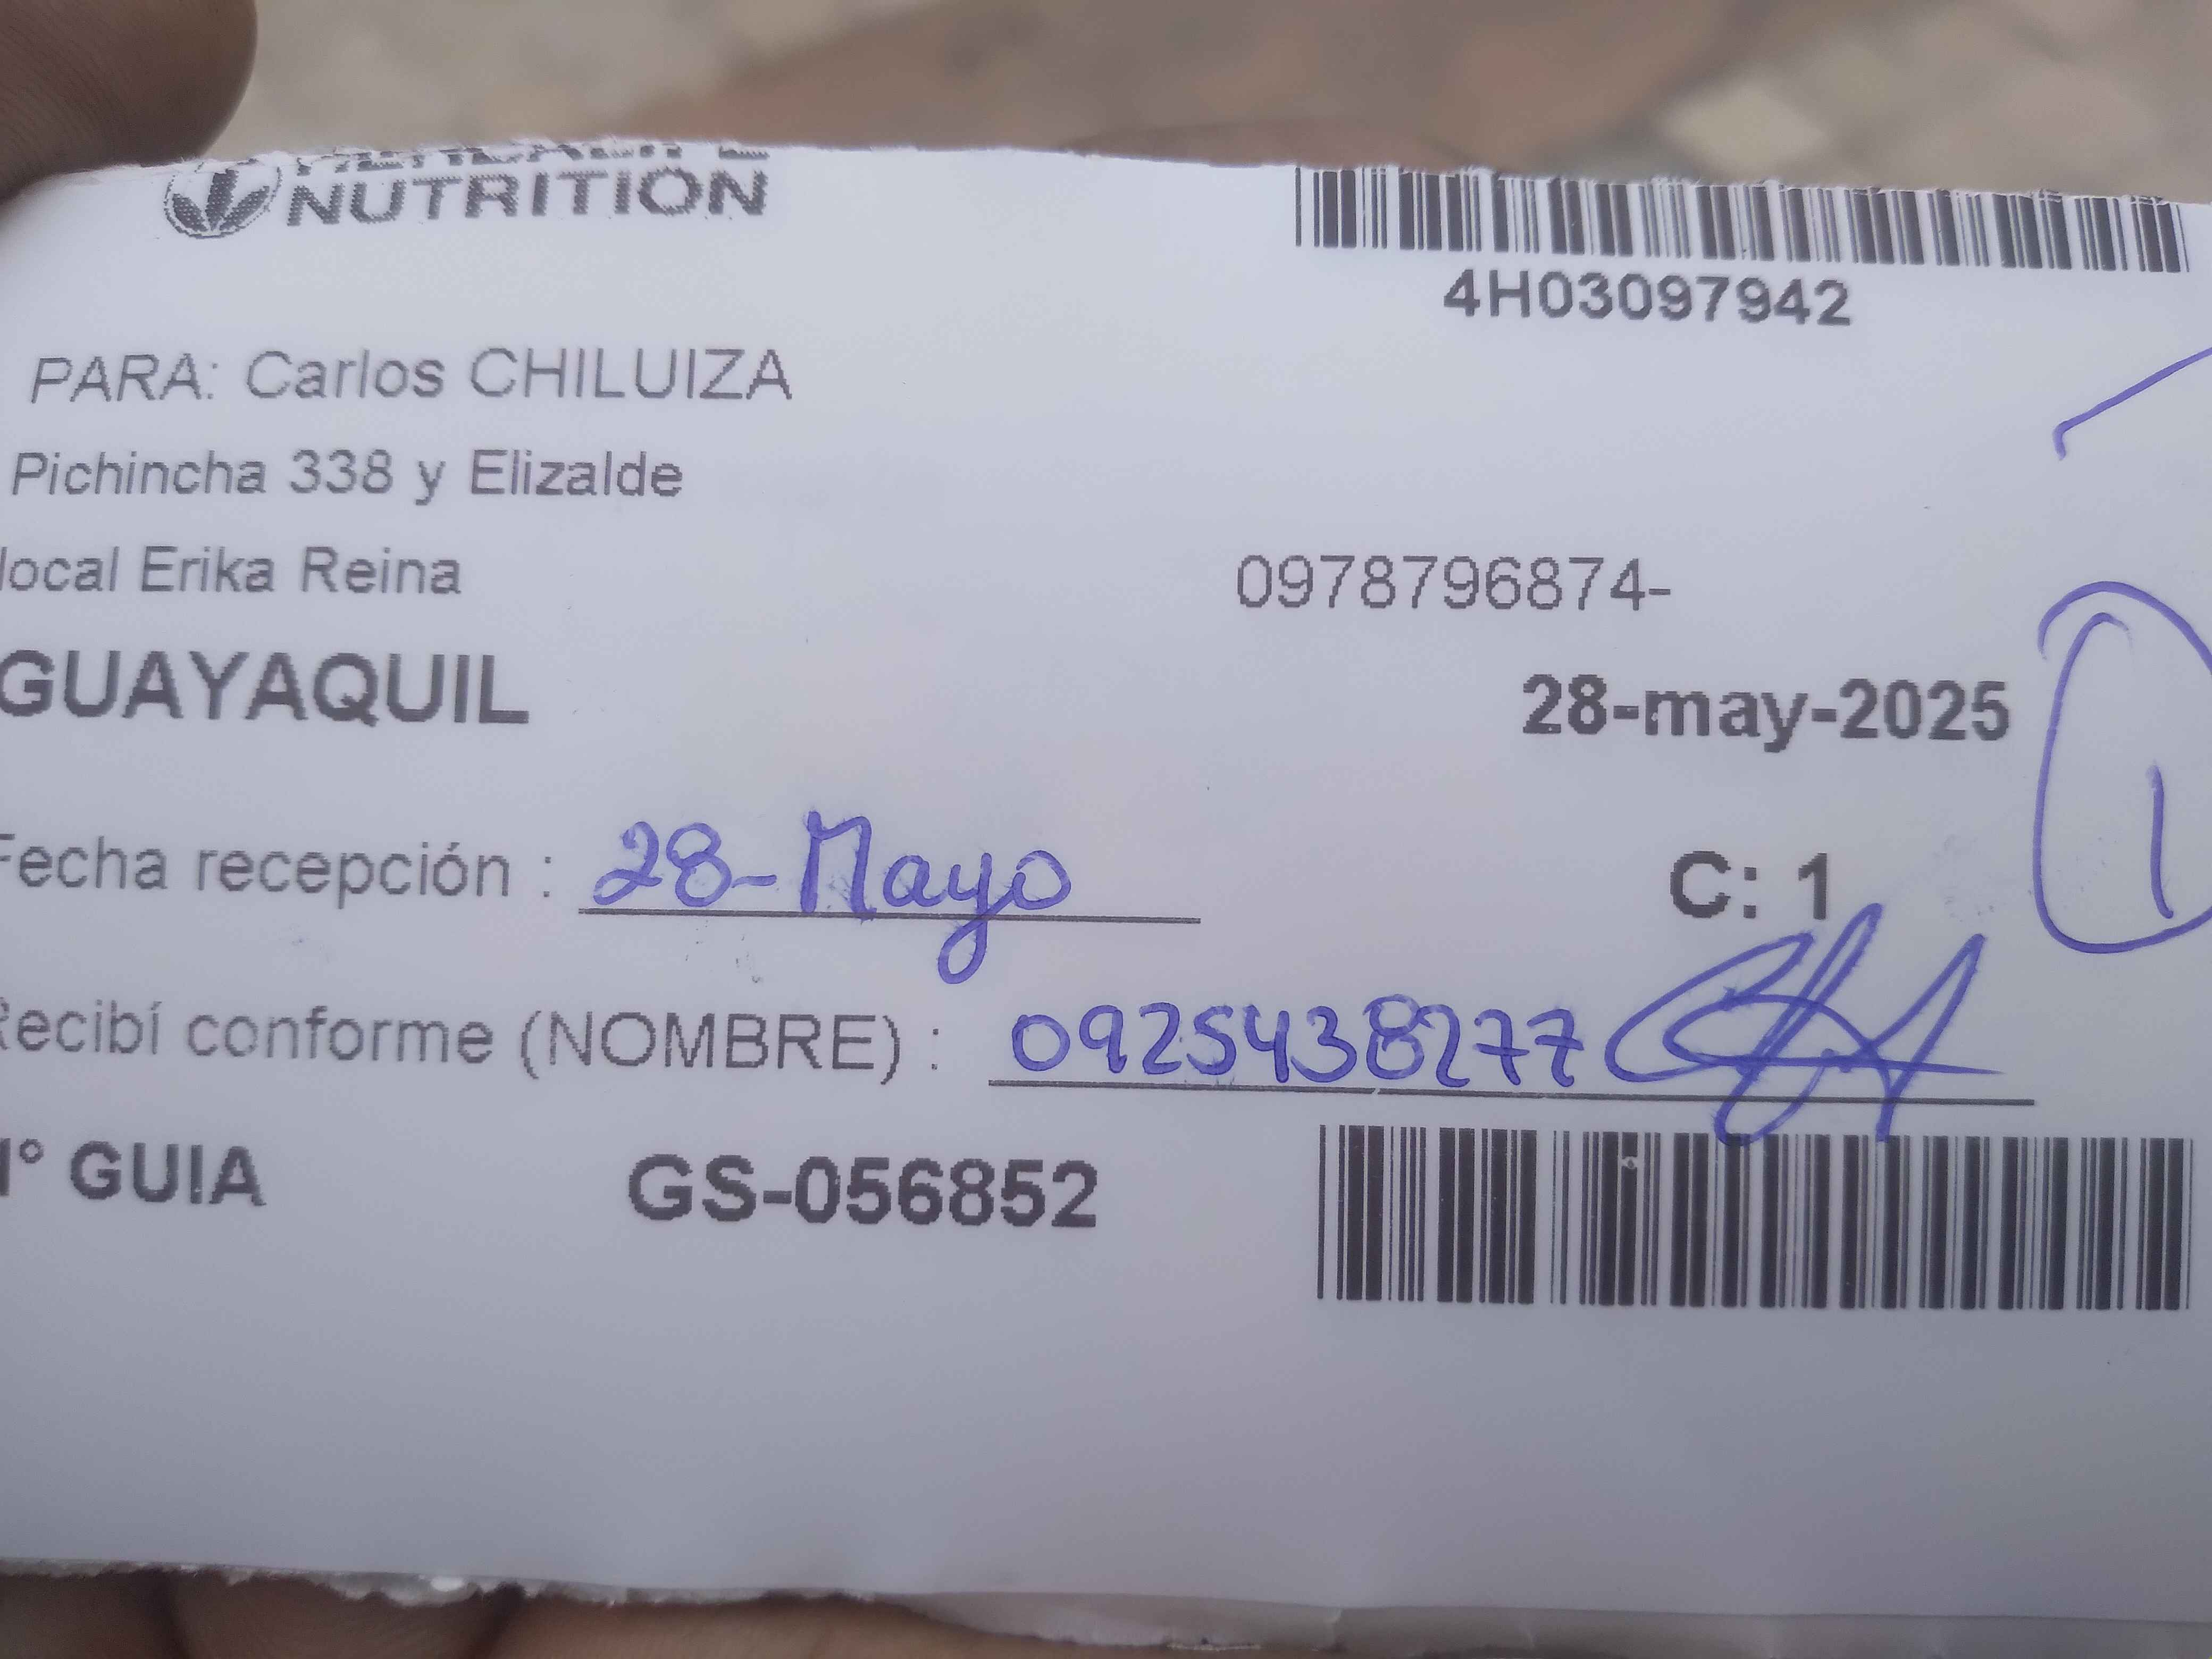 NUTRITION
4H03097942
PARA: Carlos CHILUIZA
Pichincha 338 y Elizalde
local Erika Reina
0978796874-
GUAYAQUIL
28-may-2025
Fecha recepción : 28-Mayo
C: 1
1
Recibí conforme (NOMBRE) : 0925438277
N° GUIA GS-056852